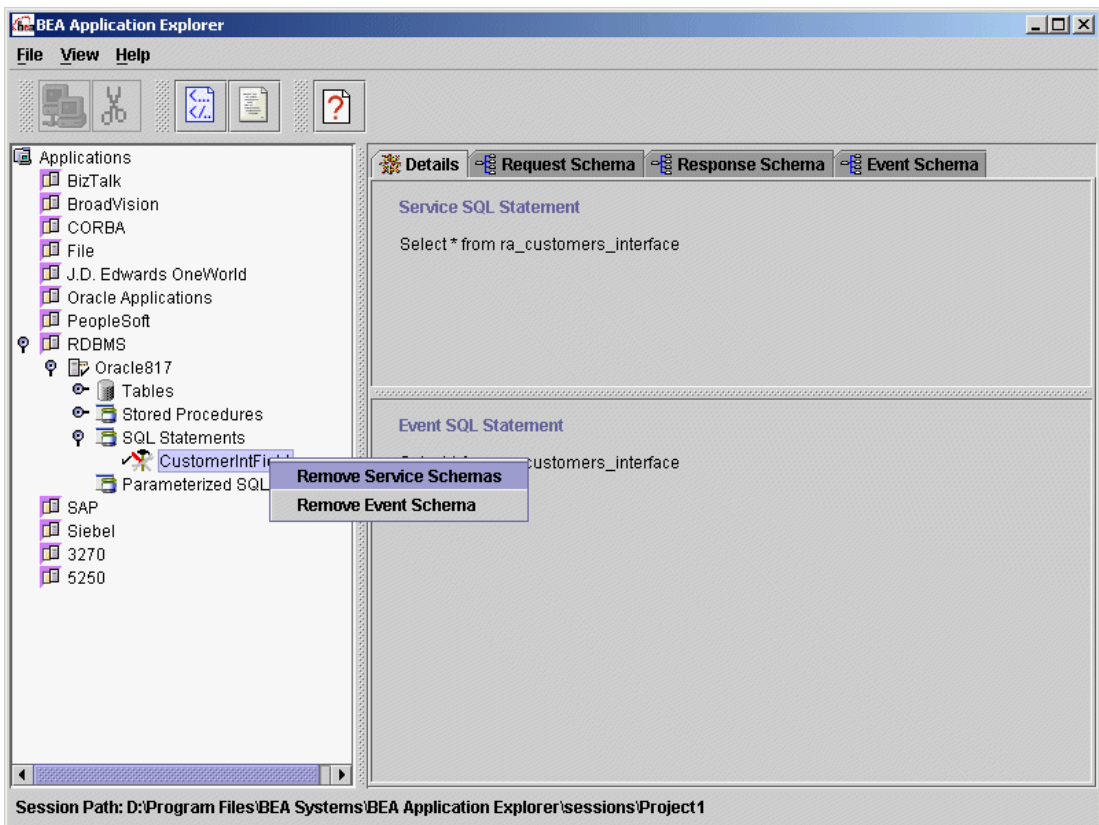 BEA Application Explorer
File View Help
Applications
BizTalk
BroadVision
CORBA
File
J.D. Edwards OneWorld
Oracle Applications
PeopleSoft
RDBMS
Oracle817
Tables
Stored Procedures
SQL Statements
Parameterized SQL
SAP
Siebel
3270
5250
Remove Service Schemas
Remove Event Schema
Details Request Schema Response Schema Event Schema
Service SQL Statement
Select * from ra_customers_interface
Event SQL Statement
customers_interface
Session Path: D:\Program Files\BEA Systems\BEA Application Explorer\sessions\Project1